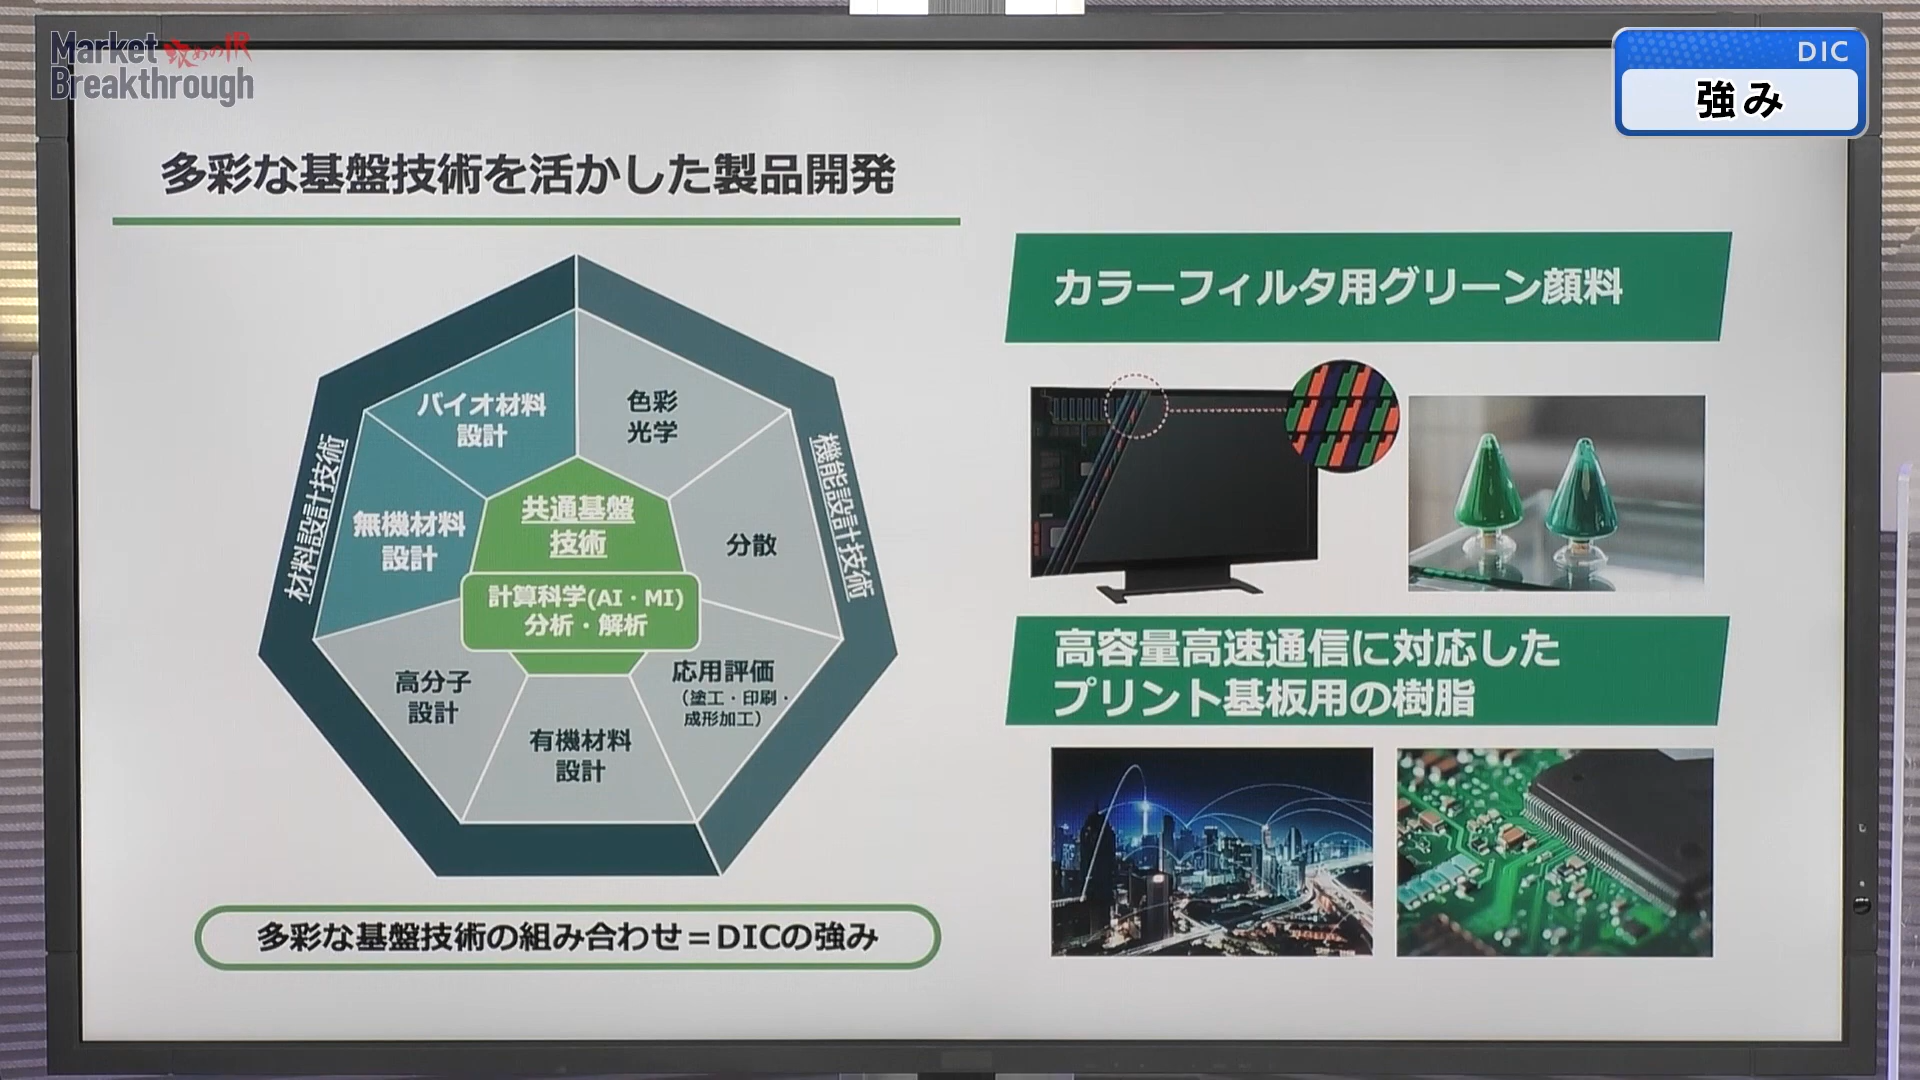 Market 攻めのIR
Breakthrough
DIC
強み
多彩な基盤技術を活かした製品開発
バイオ材料
設計
色彩
光学
材料設計技術
無機材料
設計
共通基盤
技術
分散
機能設計技術
計算科学(AI・MI)
分析・解析
高分子
設計
応用評価
(塗工・印刷・
成形加工)
有機材料
設計
多彩な基盤技術の組み合わせ＝DICの強み
カラーフィルタ用グリーン顔料
高容量高速通信に対応した
プリント基板用の樹脂